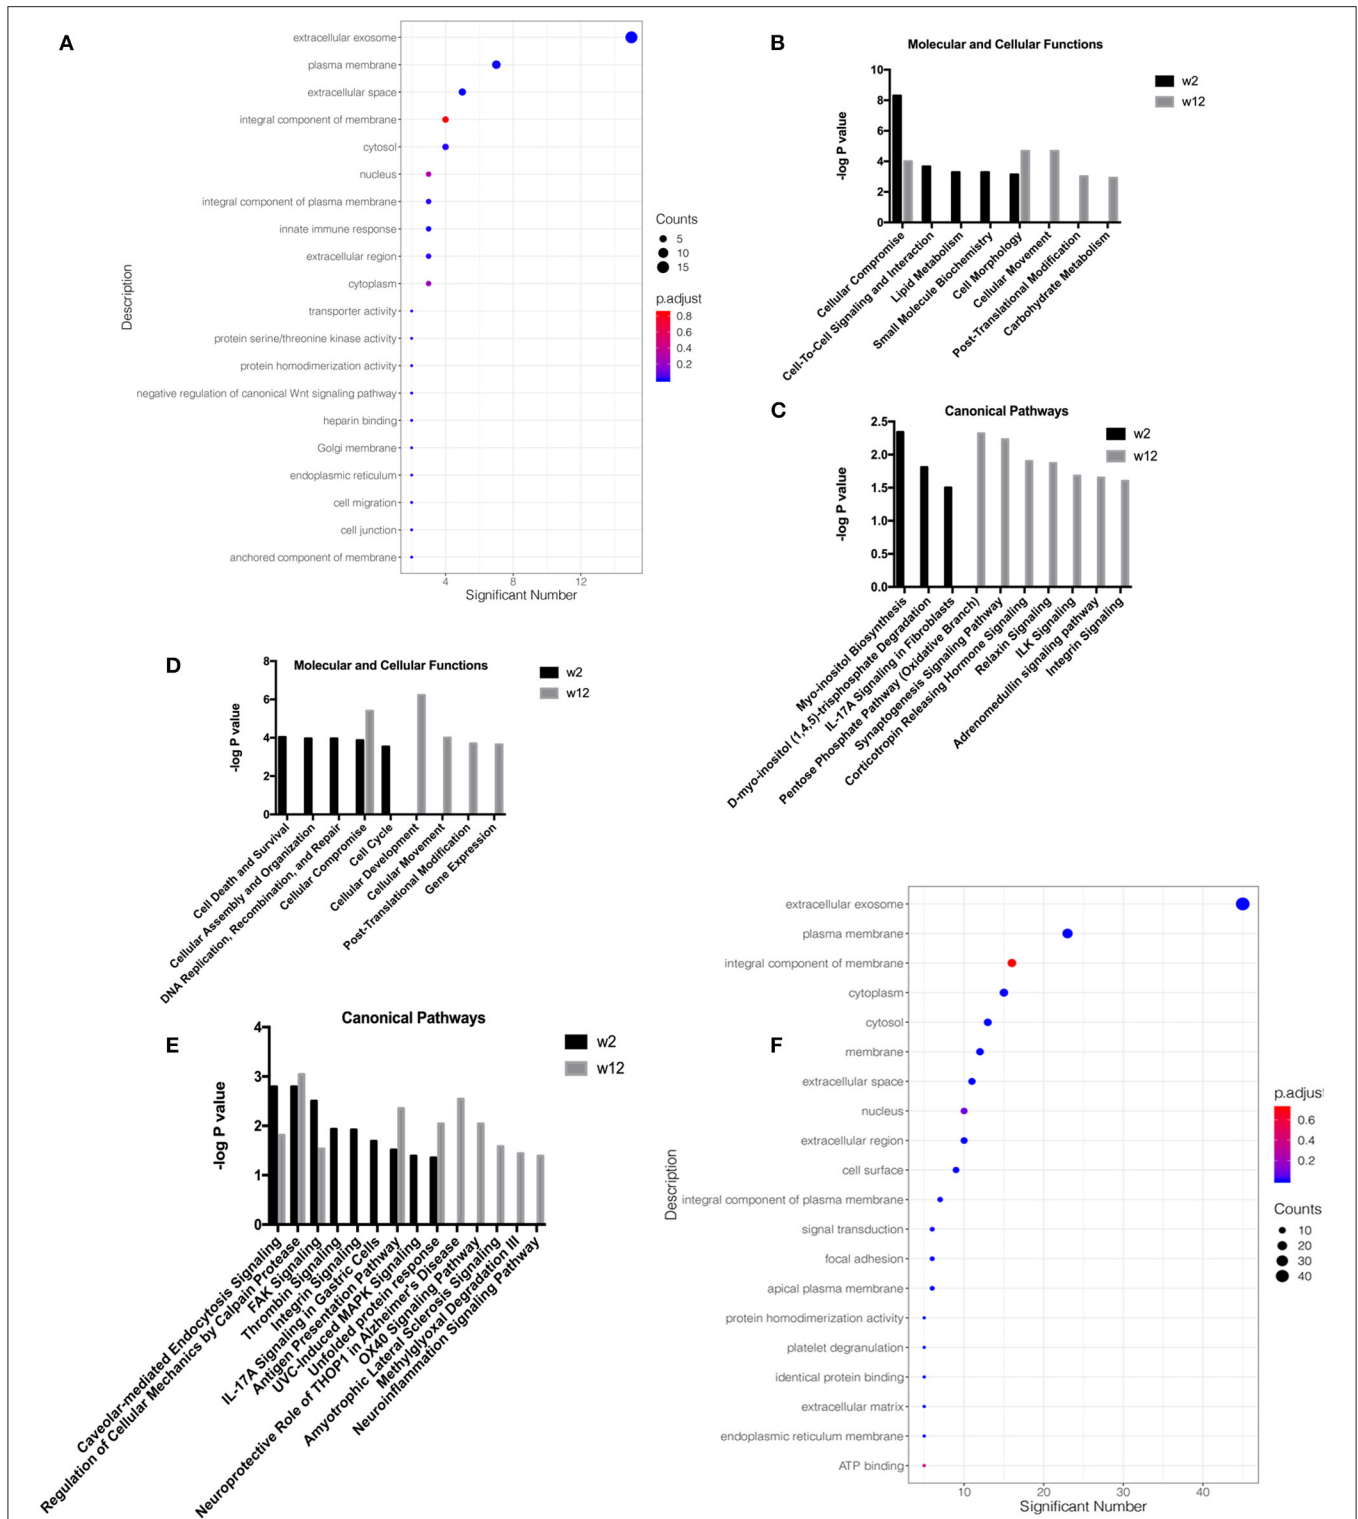 A
extracellular exosome
plasma membrane
extracellular space
integral component of membrane
cytosol
nucleus
integral component of plasma membrane
innate immune response
extracellular region
cytoplasm
transporter activity
protein serine/threonine kinase activity
protein homodimerization activity
negative regulation of canonical Wnt signaling pathway
heparin binding
Golgi membrane
endoplasmic reticulum
cell migration
cell junction
anchored component of membrane
Description
4 8 12
Significant Number
Counts
5
10
15
p.adjust
0.8
0.6
0.4
0.2
B
Molecular and Cellular Functions
w2
w12
-log P value
10
8
6
4
2
0
Cellular Compromise
Cell-To-Cell Signaling and Interaction
Lipid Metabolism
Small Molecule Biochemistry
Cell Morphology
Cellular Movement
Post-Translational Modification
Carbohydrate Metabolism
C
Canonical Pathways
w2
w12
-log P value
2.5
2.0
1.5
1.0
0.5
0.0
Myo-inositol Biosynthesis
D-myo-inositol (1,4,5)-trisphosphate Degradation
IL-17A Signaling in Fibroblasts
Pentose Phosphate Pathway (Oxidative Branch)
Synaptogenesis Signaling Pathway
Corticotropin Releasing Hormone Signaling
Relaxin Signaling
ILK Signaling
Adrenomedullin signaling pathway
Integrin Signaling
D
Molecular and Cellular Functions
w2
w12
-log P value
8
6
4
2
0
Cell Death and Survival
Cellular Assembly and Organization
DNA Replication, Recombination, and Repair
Cellular Compromise
Cell Cycle
Cellular Development
Cellular Movement
Post-Translational Modification
Gene Expression
E
Canonical Pathways
w2
w12
-log P value
4
3
2
1
0
Caveolar-mediated Endocytosis Signaling
Regulation of Cellular Mechanics by Calpain Protease
FAK Signaling
Thrombin Signaling
Integrin Signaling
IL-17A Signaling in Gastric Cells
Antigen Presentation Pathway
UVC-Induced MAPK Signaling
Unfolded protein response
Neuroprotective Role of THOP1 in Alzheimer's Disease
OX40 Signaling Pathway
Amyotrophic Lateral Sclerosis Signaling
Methylglyoxal Degradation III
Neuroinflammation Signaling Pathway
F
extracellular exosome
plasma membrane
integral component of membrane
cytoplasm
cytosol
membrane
extracellular space
nucleus
extracellular region
cell surface
integral component of plasma membrane
signal transduction
focal adhesion
apical plasma membrane
protein homodimerization activity
platelet degranulation
identical protein binding
extracellular matrix
endoplasmic reticulum membrane
ATP binding
Description
10 20 30 40
Significant Number
p.adjust
0.6
0.4
0.2
Counts
10
20
30
40